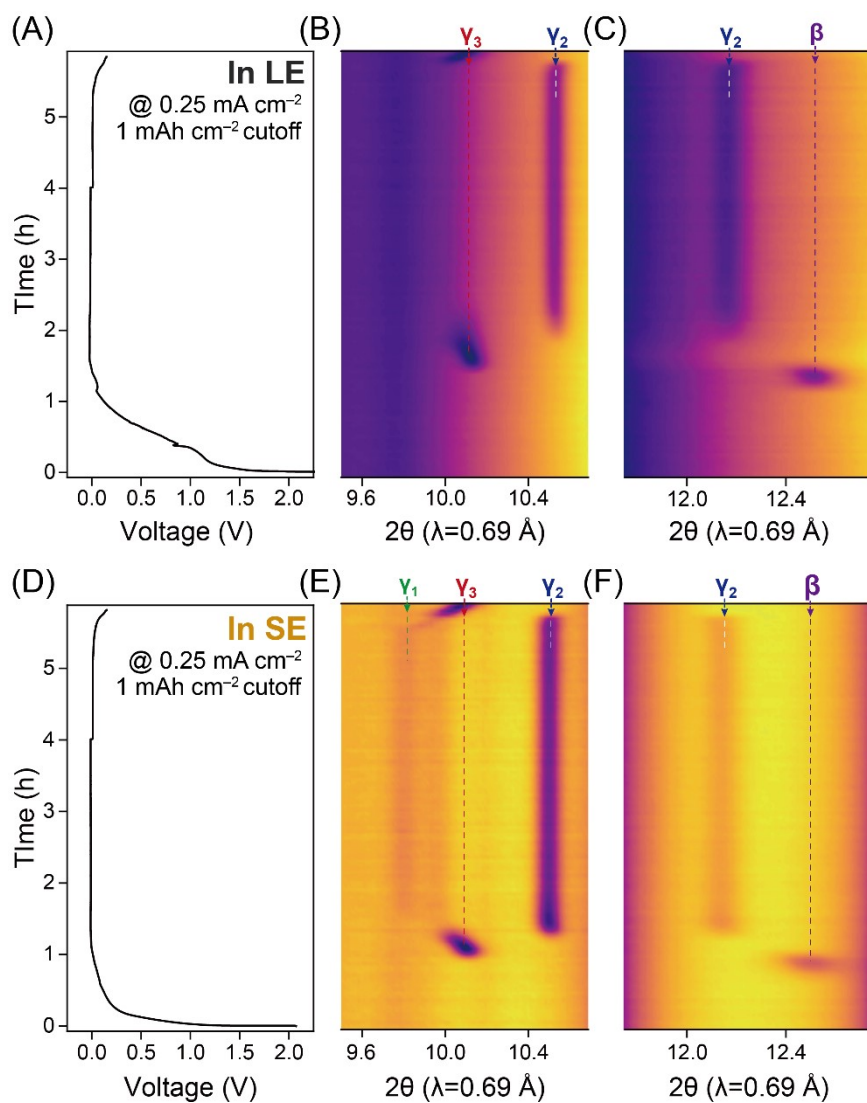 (A)
In LE
@ 0.25 mA cm⁻²
1 mAh cm⁻² cutoff
5
4
3
2
1
0
TIme (h)
0.0 0.5 1.0 1.5 2.0
Voltage (V)
(B)
γ₃ γ₂
9.6 10.0 10.4
2θ (λ=0.69 Å)
(C)
γ₂ β
12.0 12.4
2θ (λ=0.69 Å)
(D)
In SE
@ 0.25 mA cm⁻²
1 mAh cm⁻² cutoff
5
4
3
2
1
0
TIme (h)
0.0 0.5 1.0 1.5 2.0
Voltage (V)
(E)
γ₁ γ₃ γ₂
9.6 10.0 10.4
2θ (λ=0.69 Å)
(F)
γ₂ β
12.0 12.4
2θ (λ=0.69 Å)